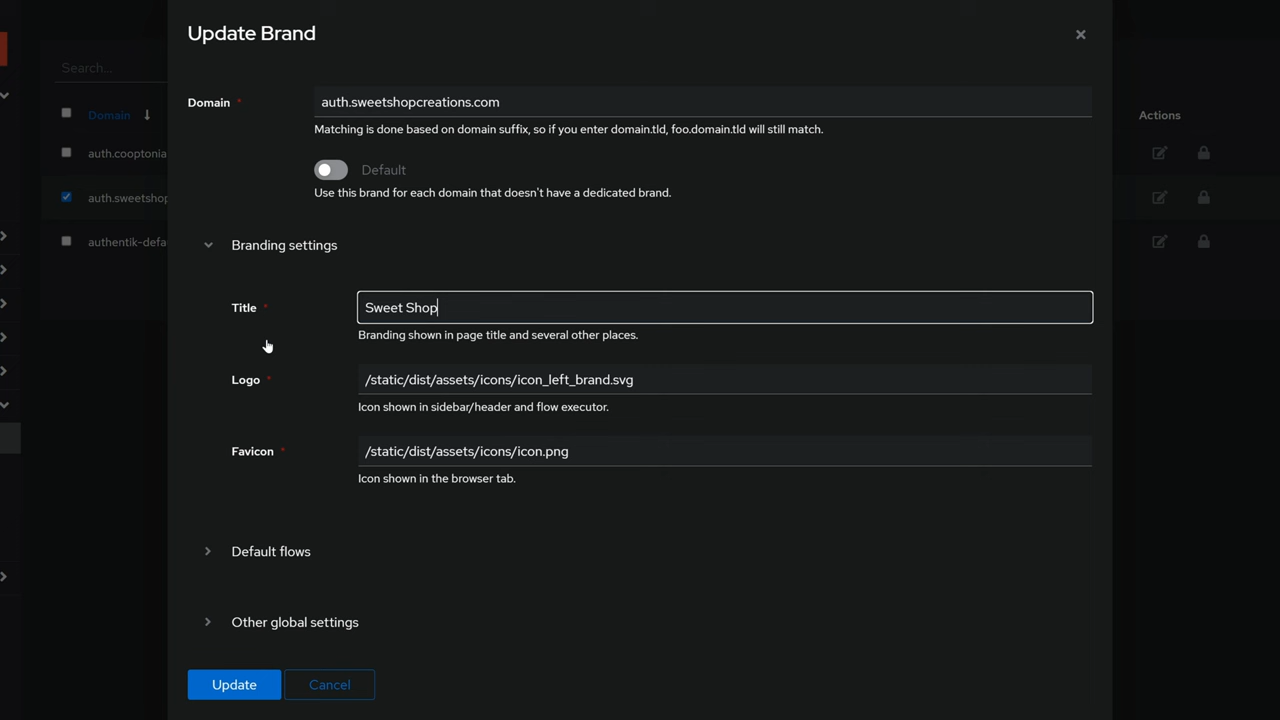 Update Brand
Search...
Domain
auth.sweetshopcreations.com
Matching is done based on domain suffix, so if you enter domain.tld, foo.domain.tld will still match.
Default
Use this brand for each domain that doesn't have a dedicated brand.
Domain
Actions
auth.cooptonia
auth.sweetshop
authentik-defa
Branding settings
Title *
Sweet Shop
Branding shown in page title and several other places.
Logo *
/static/dist/assets/icons/icon_left_brand.svg
Icon shown in sidebar/header and flow executor.
Favicon *
/static/dist/assets/icons/icon.png
Icon shown in the browser tab.
Default flows
Other global settings
Update Cancel